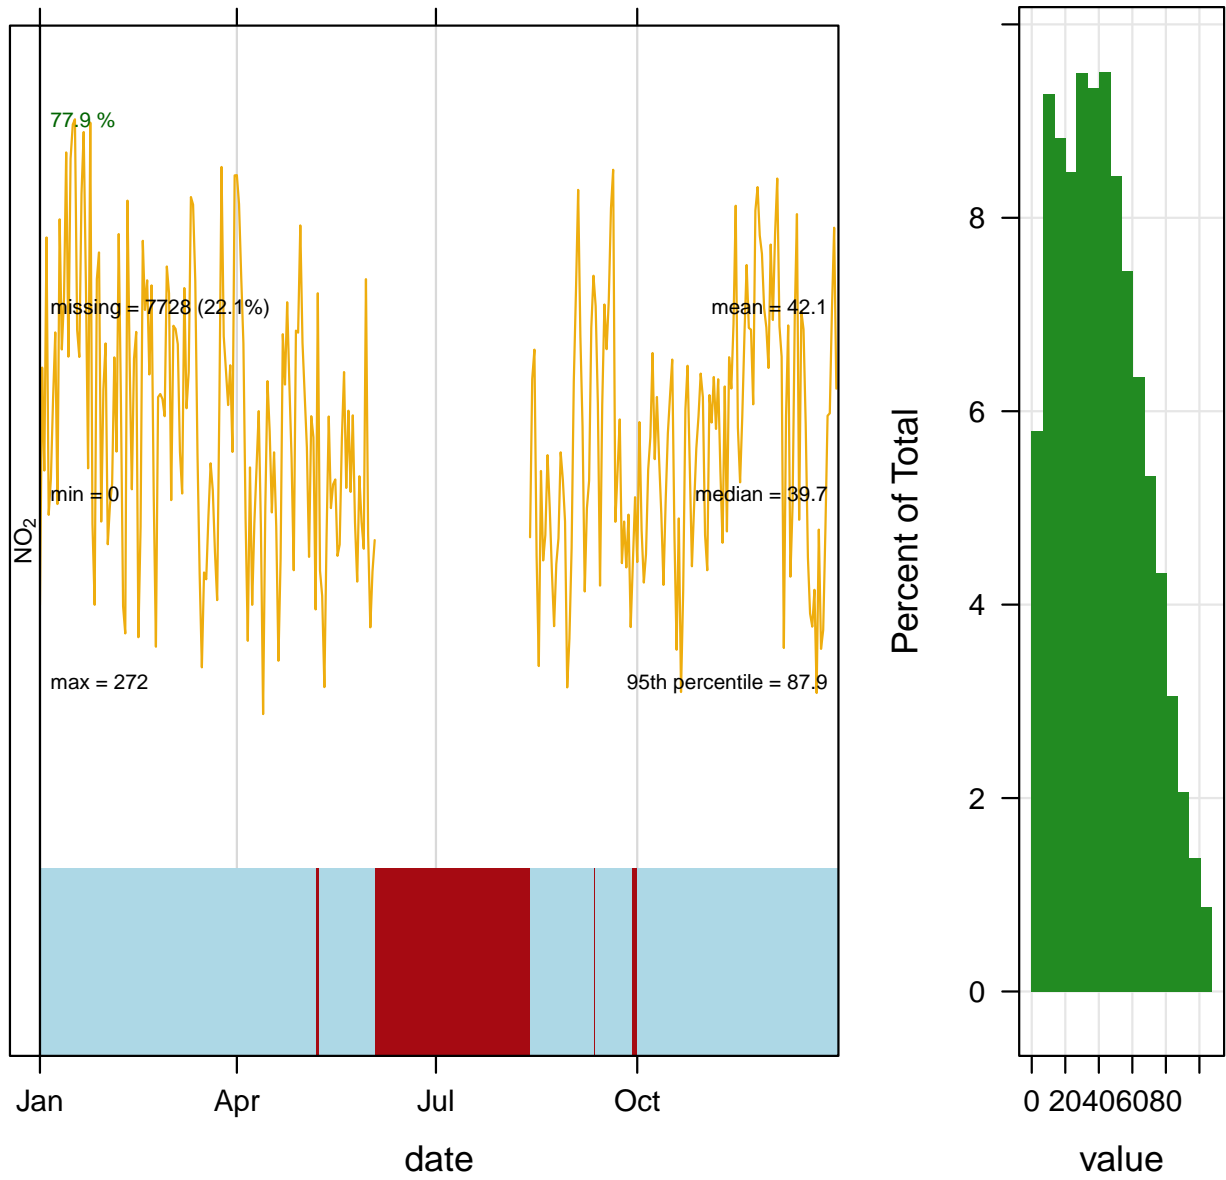 77.9 %
missing = 7728 (22.1%)
mean = 42.1
min = 0
median = 39.7
max = 272
95th percentile = 87.9
NO₂
Jan Apr Jul Oct
date
Percent of Total
8
6
4
2
0
0 20406080
value